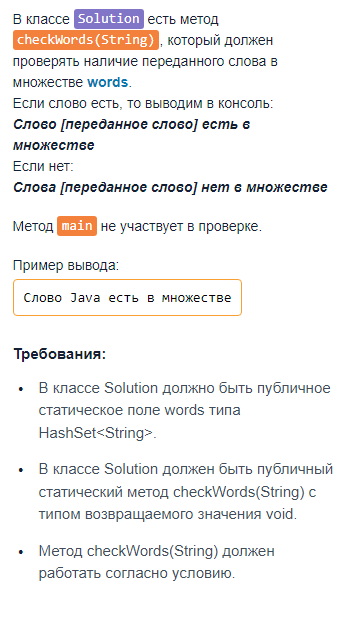 В классе Solution есть метод
checkWords(String), который должен
проверять наличие переданного слова в
множестве words.
Если слово есть, то выводим в консоль:
Слово [переданное слово] есть в
множестве
Если нет:
Слова [переданное слово] нет в множестве
Метод main не участвует в проверке.
Пример вывода:
Слово Java есть в множестве
Требования:
• В классе Solution должно быть публичное
статическое поле words типа
HashSet<String>.
• В классе Solution должен быть публичный
статический метод checkWords(String) с
типом возвращаемого значения void.
• Метод checkWords(String) должен
работать согласно условию.